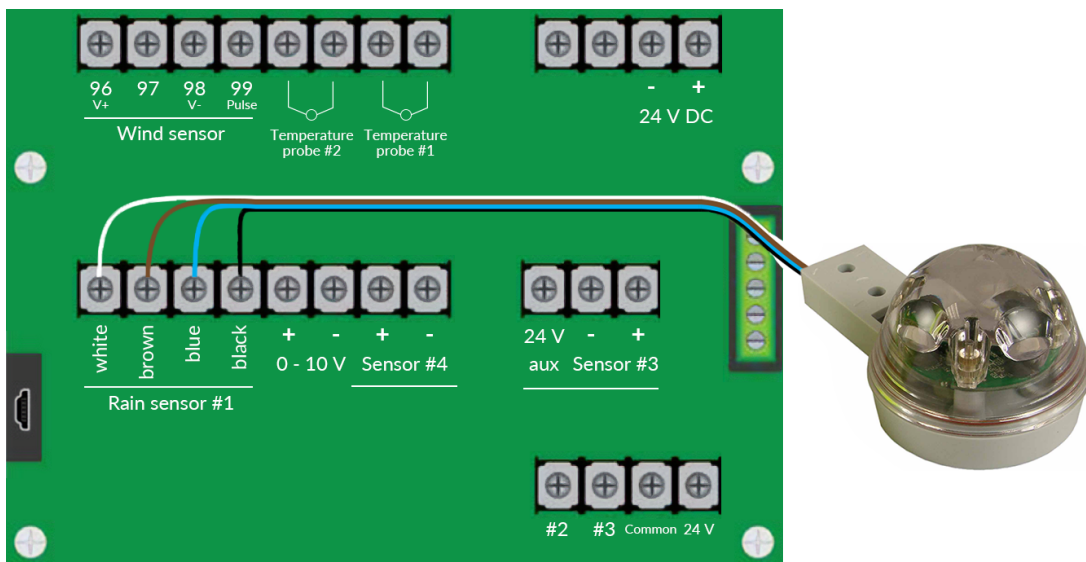 96 97 98 99
V+ V- Pulse
Wind sensor
Temperature
probe #2
Temperature
probe #1
- +
24 V DC
white
brown
blue
black
Rain sensor #1
+ - + -
0 - 10 V Sensor #4
24 V - +
aux Sensor #3
#2 #3 Common 24 V